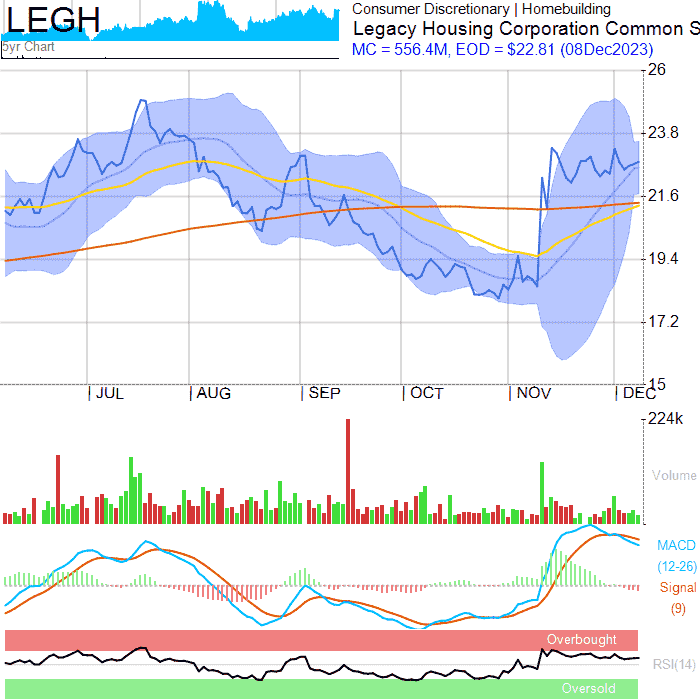 LEGH
5yr Chart
Consumer Discretionary | Homebuilding
Legacy Housing Corporation Common S
MC = 556.4M, EOD = $22.81 (08Dec2023)
26
23.8
21.6
19.4
17.2
15
JUL AUG SEP OCT NOV DEC
224k
Volume
MACD
(12-26)
Signal
(9)
Overbought
RSI(14)
Oversold